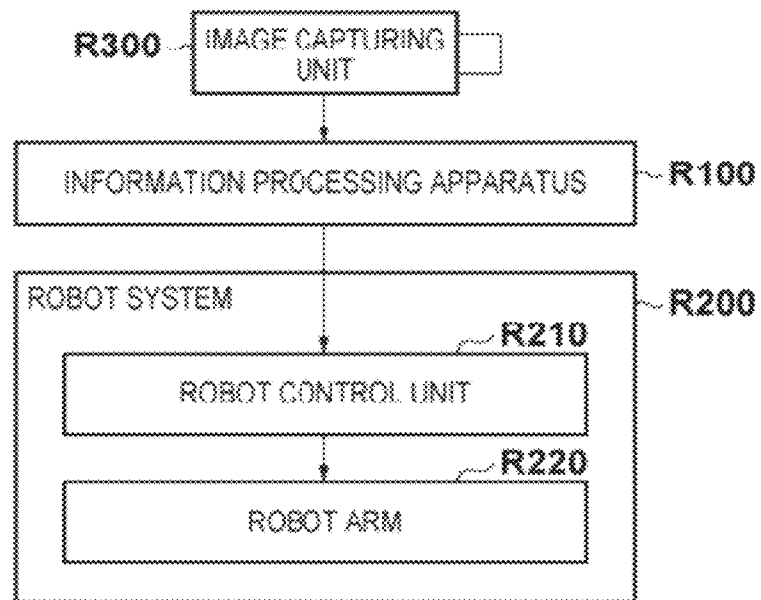 R300
IMAGE CAPTURING
UNIT
INFORMATION PROCESSING APPARATUS
R100
ROBOT SYSTEM
R200
R210
ROBOT CONTROL UNIT
R220
ROBOT ARM